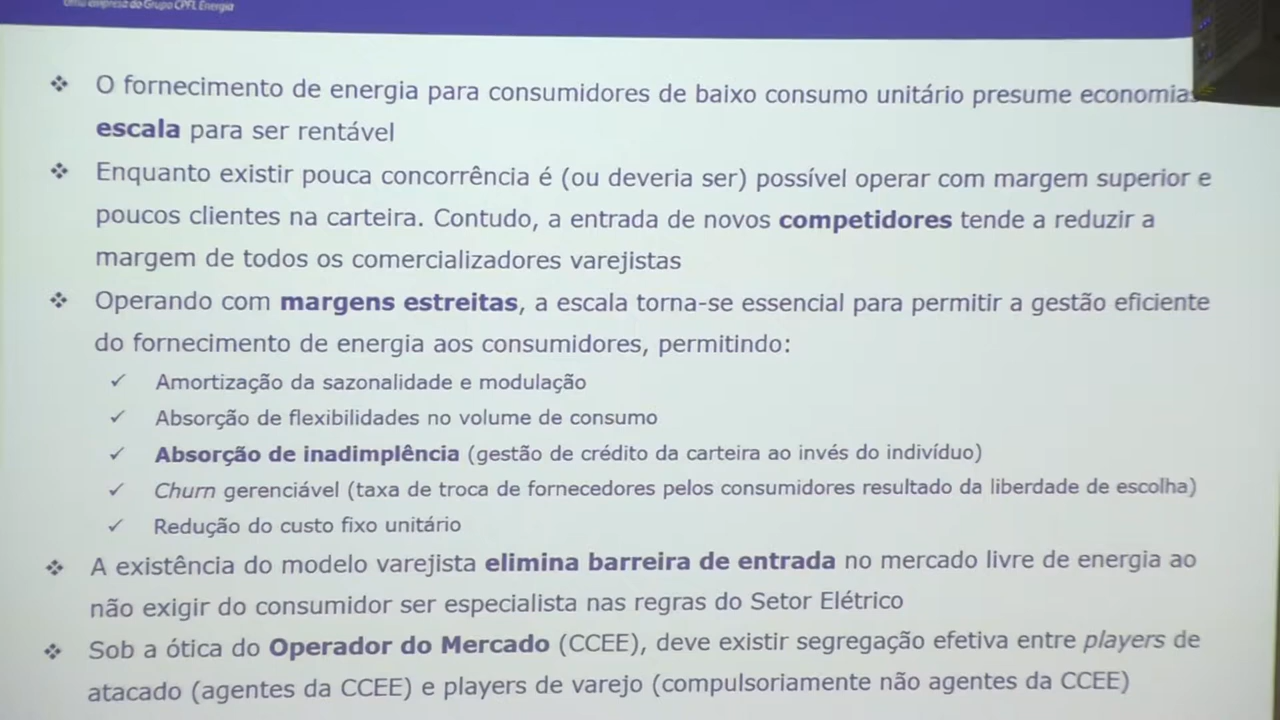 uma empresa do Grupo CPFL Energia
❖ O fornecimento de energia para consumidores de baixo consumo unitário presume economias
escala para ser rentável
❖ Enquanto existir pouca concorrência é (ou deveria ser) possível operar com margem superior e
poucos clientes na carteira. Contudo, a entrada de novos competidores tende a reduzir a
margem de todos os comercializadores varejistas
❖ Operando com margens estreitas, a escala torna-se essencial para permitir a gestão eficiente
do fornecimento de energia aos consumidores, permitindo:
✓ Amortização da sazonalidade e modulação
✓ Absorção de flexibilidades no volume de consumo
✓ Absorção de inadimplência (gestão de crédito da carteira ao invés do indivíduo)
✓ Churn gerenciável (taxa de troca de fornecedores pelos consumidores resultado da liberdade de escolha)
✓ Redução do custo fixo unitário
❖ A existência do modelo varejista elimina barreira de entrada no mercado livre de energia ao
não exigir do consumidor ser especialista nas regras do Setor Elétrico
❖ Sob a ótica do Operador do Mercado (CCEE), deve existir segregação efetiva entre players de
atacado (agentes da CCEE) e players de varejo (compulsoriamente não agentes da CCEE)